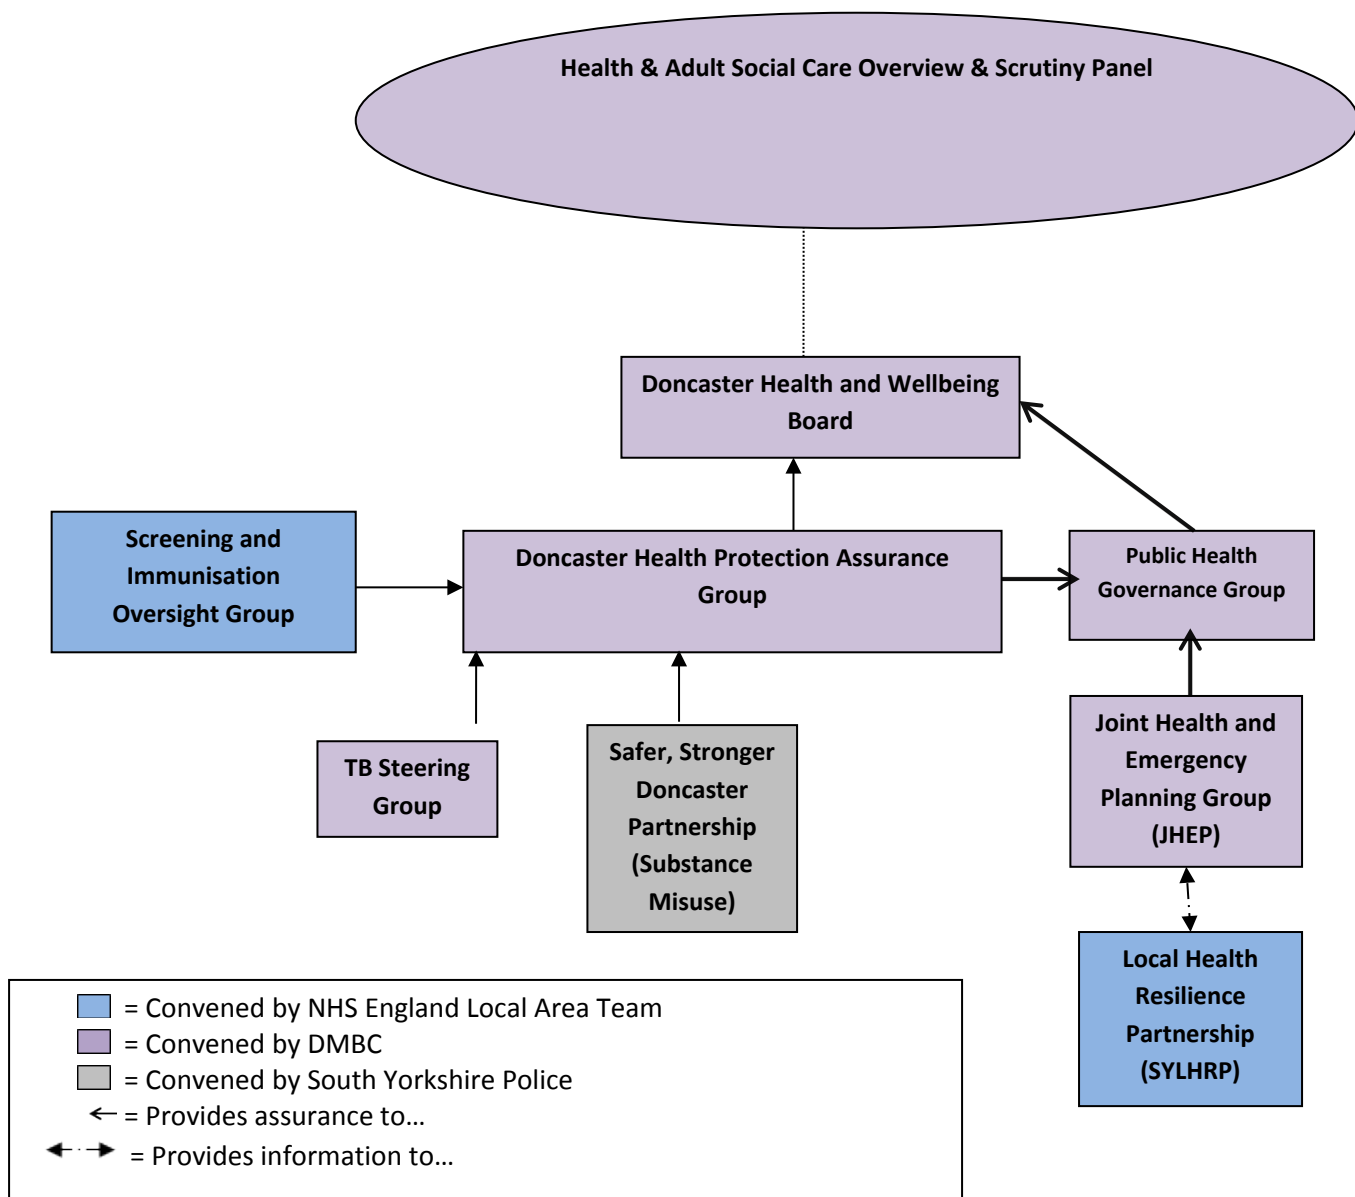 Health & Adult Social Care Overview & Scrutiny Panel
Doncaster Health and Wellbeing
Board
Screening and
Immunisation
Oversight Group
Doncaster Health Protection Assurance
Group
Public Health
Governance Group
TB Steering
Group
Safer, Stronger
Doncaster
Partnership
(Substance
Misuse)
Joint Health and
Emergency
Planning Group
(JHEP)
Local Health
Resilience
Partnership
(SYLHRP)
= Convened by NHS England Local Area Team
= Convened by DMBC
= Convened by South Yorkshire Police
= Provides assurance to...
= Provides information to...